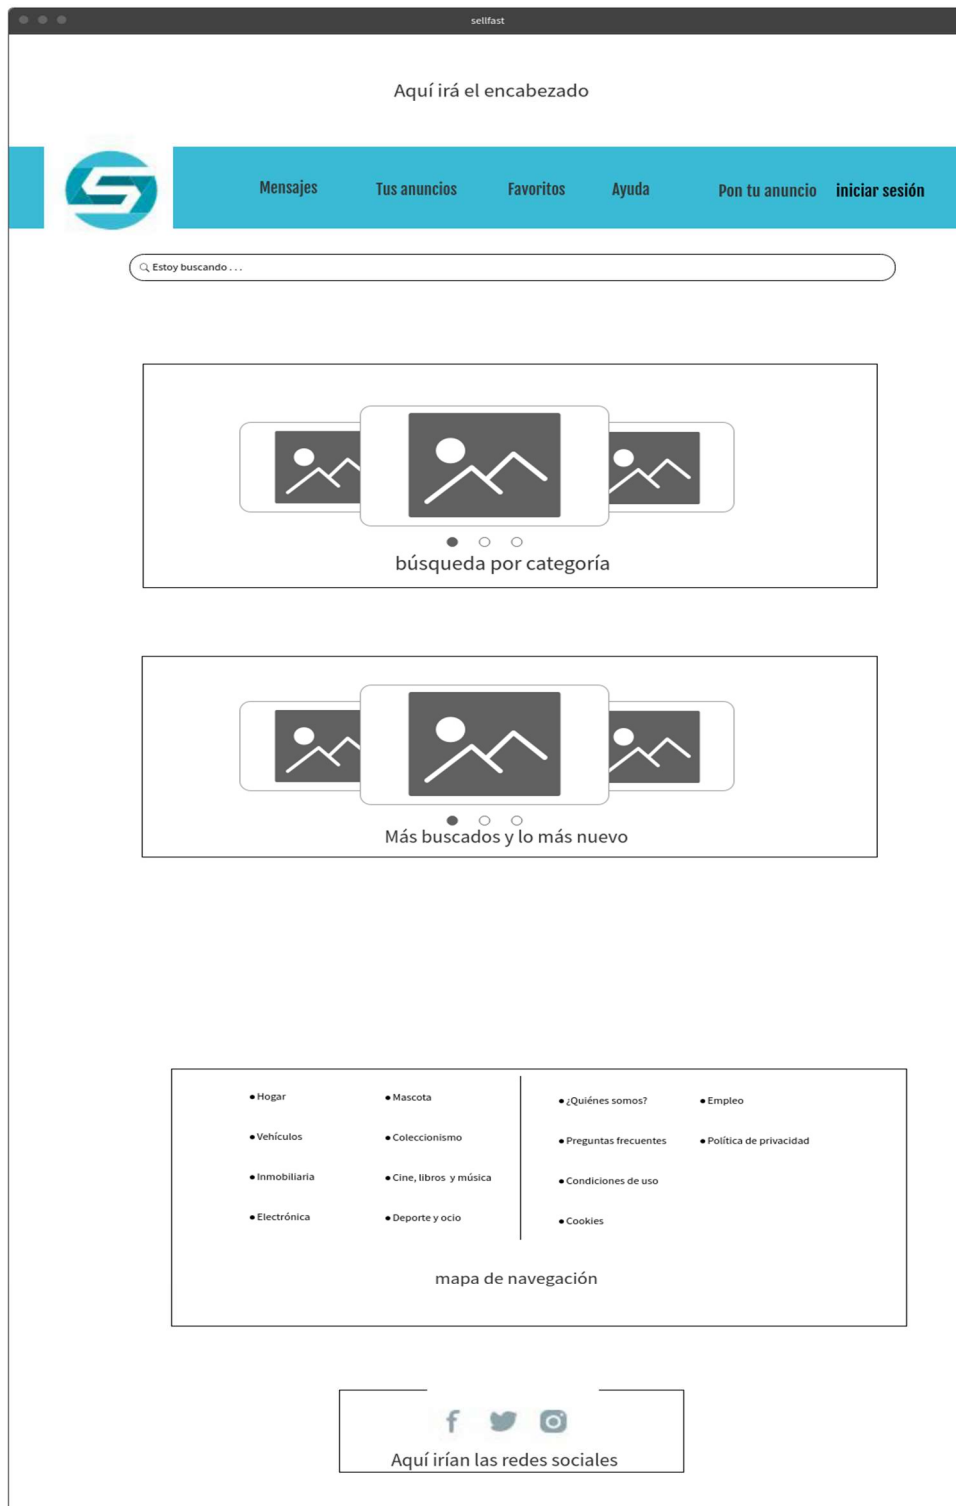 sellfast
Aquí irá el encabezado
Mensajes Tus anuncios Favoritos Ayuda Pon tu anuncio iniciar sesión
Estoy buscando . . .
búsqueda por categoría
Más buscados y lo más nuevo
Hogar
Vehículos
Inmobiliaria
Electrónica
Mascota
Coleccionismo
Cine, libros y música
Deporte y ocio
¿Quiénes somos?
Preguntas frecuentes
Condiciones de uso
Cookies
Empleo
Política de privacidad
mapa de navegación
Aquí irían las redes sociales